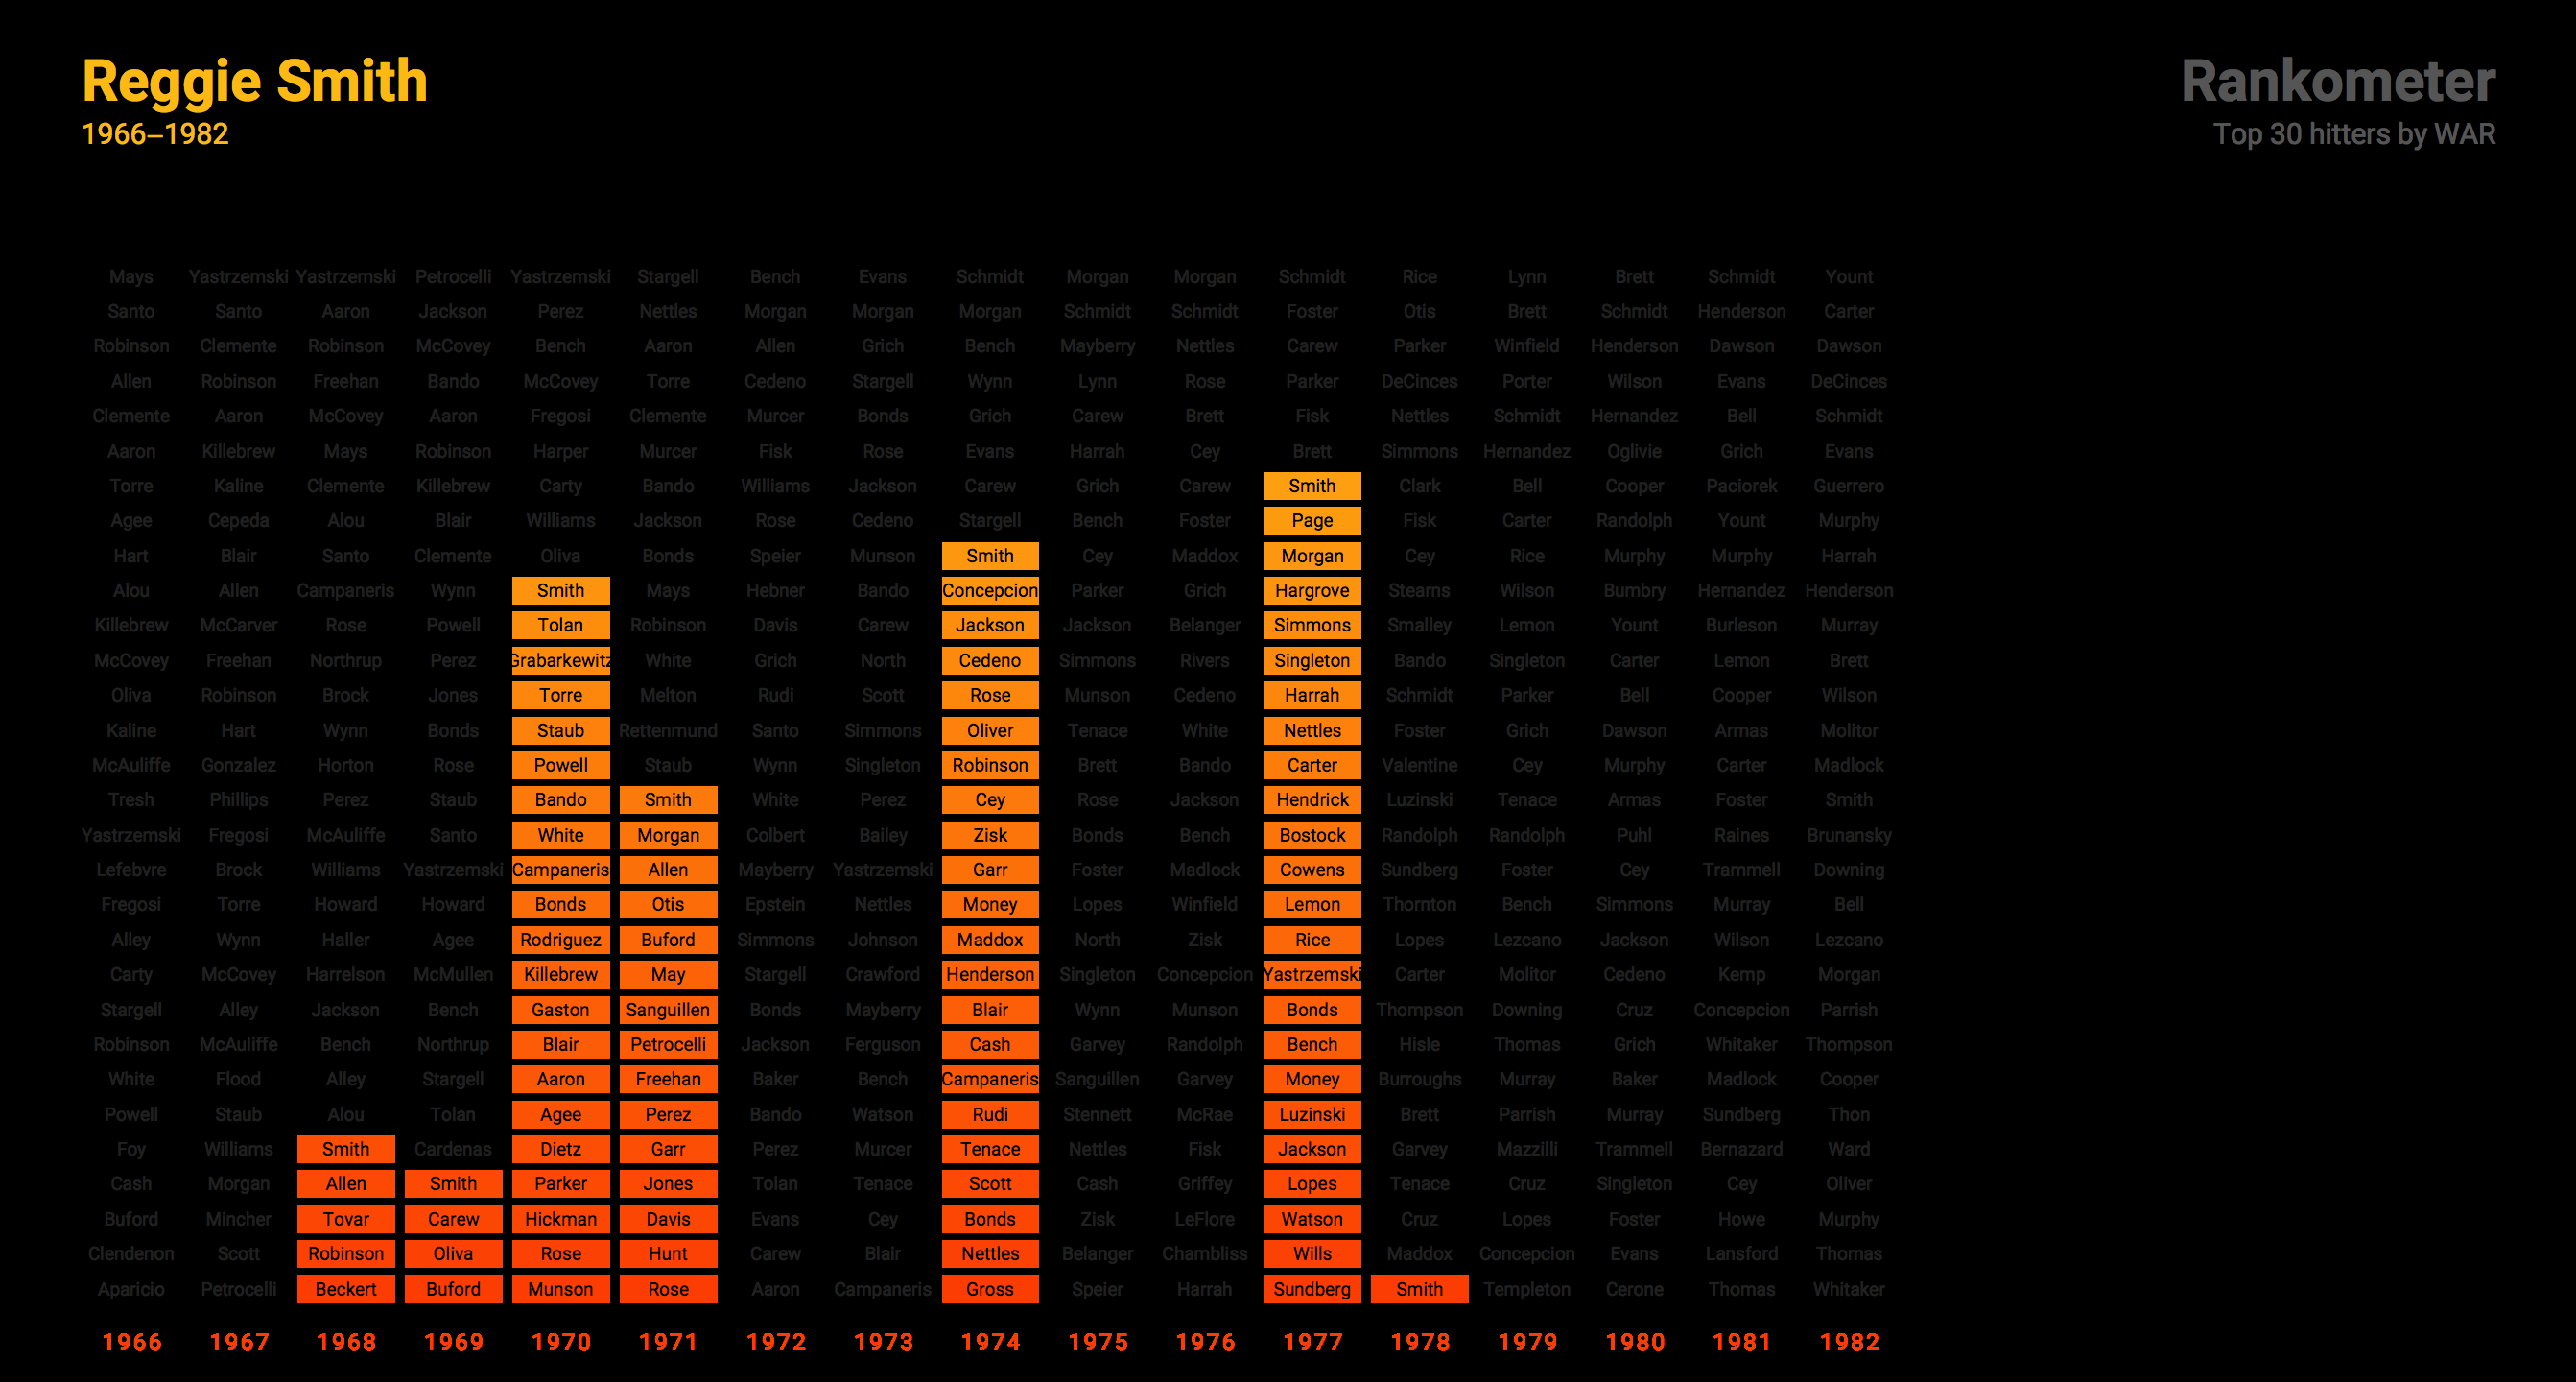 Reggie Smith
1966–1982
Rankometer
Top 30 hitters by WAR
Mays Yastrzemski Yastrzemski Petrocelli Yastrzemski Stargell Bench Evans Schmidt Morgan Morgan Schmidt Rice Lynn Brett Schmidt Yount
Santo Santo Aaron Jackson Perez Nettles Morgan Morgan Morgan Schmidt Schmidt Foster Otis Brett Schmidt Henderson Carter
Robinson Clemente Robinson McCovey Bench Aaron Allen Grich Bench Mayberry Nettles Carew Parker Winfield Henderson Dawson Dawson
Allen Robinson Freehan Bando McCovey Torre Cedeno Stargell Wynn Lynn Rose Parker DeCinces Porter Wilson Evans DeCinces
Clemente Aaron McCovey Aaron Fregosi Clemente Murcer Bonds Grich Carew Brett Fisk Nettles Schmidt Hernandez Bell Schmidt
Aaron Killebrew Mays Robinson Harper Murcer Fisk Rose Evans Harrah Cey Brett Simmons Hernandez Oglivie Grich Evans
Torre Kaline Clemente Killebrew Carty Bando Williams Jackson Carew Grich Carew Smith Clark Bell Cooper Paciorek Guerrero
Agee Cepeda Alou Blair Williams Jackson Rose Cedeno Stargell Bench Foster Page Fisk Carter Randolph Yount Murphy
Hart Blair Santo Clemente Oliva Bonds Speier Munson Smith Cey Maddox Morgan Cey Rice Murphy Murphy Harrah
Alou Allen Campaneris Wynn Smith Mays Hebner Bando Concepcion Parker Grich Hargrove Stearns Wilson Bumbry Hernandez Henderson
Killebrew McCarver Rose Powell Tolan Robinson Davis Carew Jackson Jackson Belanger Simmons Smalley Lemon Yount Burleson Murray
McCovey Freehan Northrup Perez Grabarkewitz White Grich North Cedeno Simmons Rivers Singleton Bando Singleton Carter Lemon Brett
Oliva Robinson Brock Jones Torre Melton Rudi Scott Rose Munson Cedeno Harrah Schmidt Parker Bell Cooper Wilson
Kaline Hart Wynn Bonds Staub Rettenmund Santo Simmons Oliver Tenace White Nettles Foster Grich Dawson Armas Molitor
McAuliffe Gonzalez Horton Rose Powell Staub Wynn Singleton Robinson Brett Bando Carter Valentine Cey Murphy Carter Madlock
Tresh Phillips Perez Staub Bando Smith White Perez Cey Rose Jackson Hendrick Luzinski Tenace Armas Foster Smith
Yastrzemski Fregosi McAuliffe Santo White Morgan Colbert Bailey Zisk Bonds Bench Bostock Randolph Randolph Puhl Raines Brunansky
Lefebvre Brock Williams Yastrzemski Campaneris Allen Mayberry Yastrzemski Garr Foster Madlock Cowens Sundberg Foster Cey Trammell Downing
Fregosi Torre Howard Howard Bonds Otis Epstein Nettles Money Lopes Winfield Lemon Thornton Bench Simmons Murray Bell
Alley Wynn Haller Agee Rodriguez Buford Simmons Johnson Maddox North Zisk Rice Lopes Lezcano Jackson Wilson Lezcano
Carty McCovey Harrelson McMullen Killebrew May Stargell Crawford Henderson Singleton Concepcion Yastrzemski Carter Molitor Cedeno Kemp Morgan
Stargell Alley Jackson Bench Gaston Sanguillen Bonds Mayberry Blair Wynn Munson Bonds Thompson Downing Cruz Concepcion Parrish
Robinson McAuliffe Bench Northrup Blair Petrocelli Jackson Ferguson Cash Garvey Randolph Bench Hisle Thomas Grich Whitaker Thompson
White Flood Alley Stargell Aaron Freehan Baker Bench Campaneris Sanguillen Garvey Money Burroughs Murray Baker Madlock Cooper
Powell Staub Alou Tolan Agee Perez Bando Watson Rudi Stennett McRae Luzinski Brett Parrish Murray Sundberg Thon
Foy Williams Smith Cardenas Dietz Garr Perez Murcer Tenace Nettles Fisk Jackson Garvey Mazzilli Trammell Bernazard Ward
Cash Morgan Allen Smith Parker Jones Tolan Tenace Scott Cash Griffey Lopes Tenace Cruz Singleton Cey Oliver
Buford Mincher Tovar Carew Hickman Davis Evans Cey Bonds Zisk LeFlore Watson Cruz Lopes Foster Howe Murphy
Clendenon Scott Robinson Oliva Rose Hunt Carew Blair Nettles Belanger Chambliss Wills Maddox Concepcion Evans Lansford Thomas
Aparicio Petrocelli Beckert Buford Munson Rose Aaron Campaneris Gross Speier Harrah Sundberg Smith Templeton Cerone Thomas Whitaker
1966 1967 1968 1969 1970 1971 1972 1973 1974 1975 1976 1977 1978 1979 1980 1981 1982